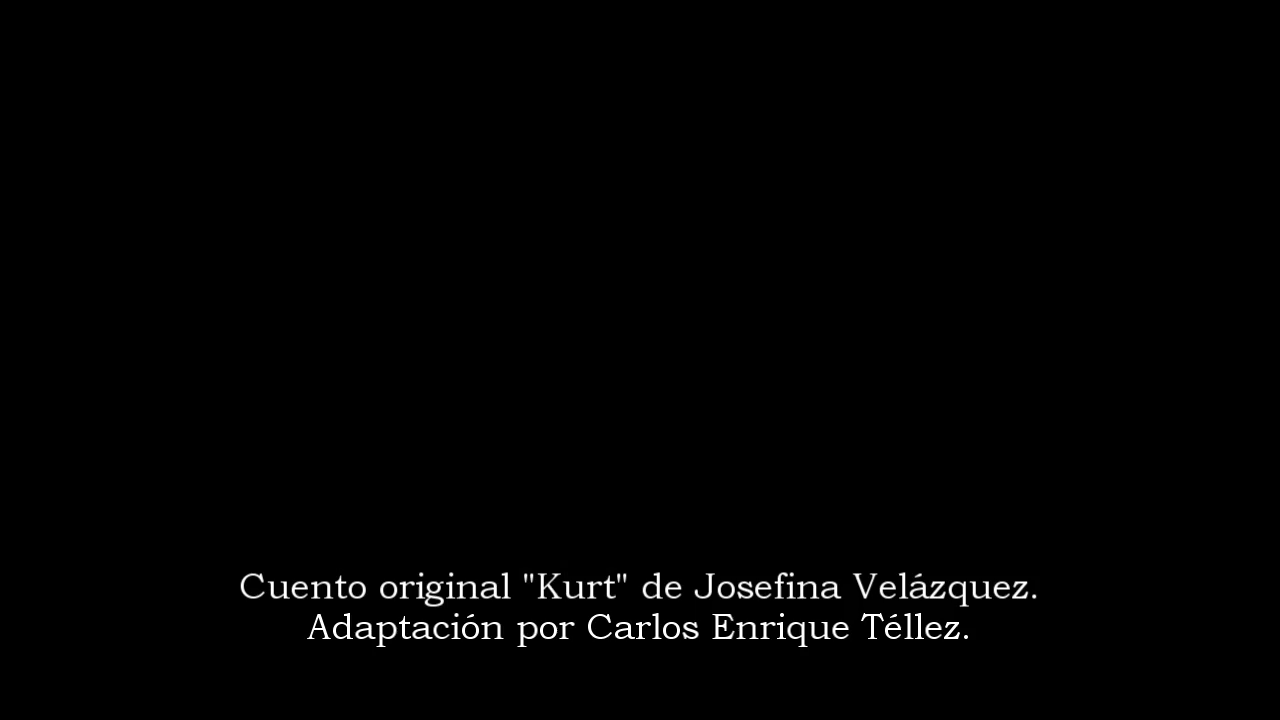 Cuento original "Kurt" de Josefina Velázquez.
Adaptación por Carlos Enrique Téllez.